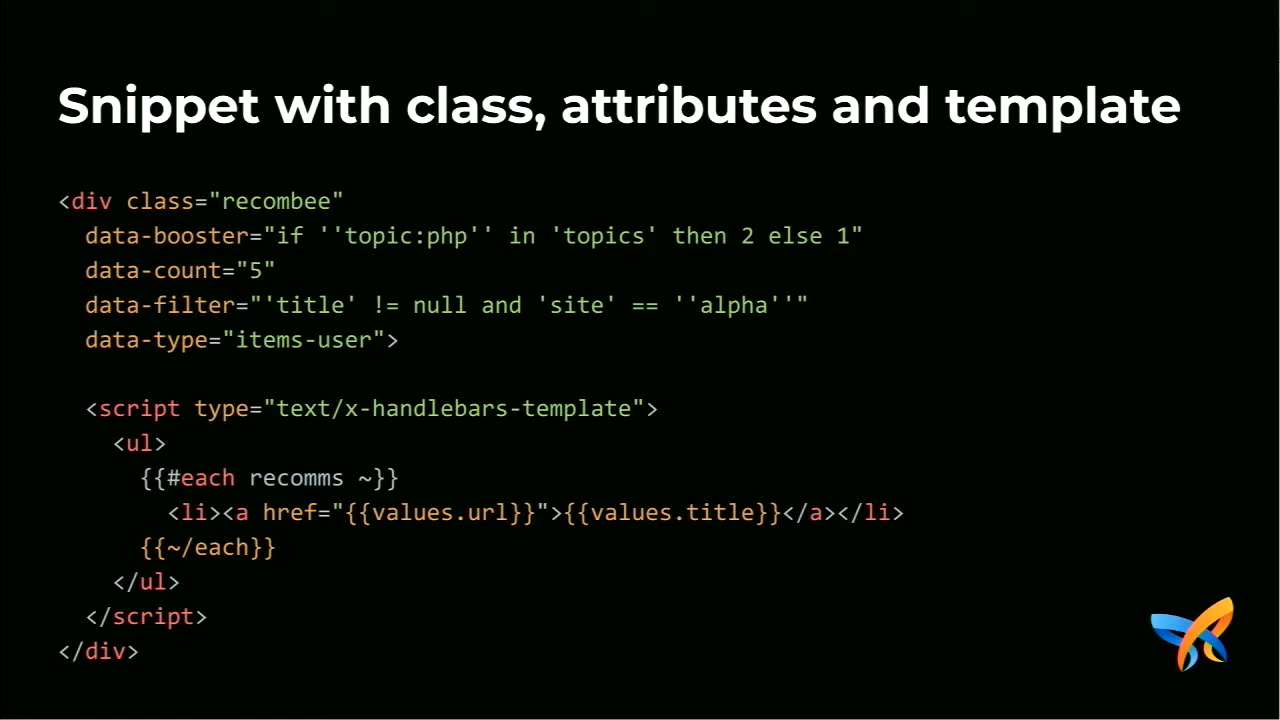 Snippet with class, attributes and template
<div class="recombee"
data-booster="if ''topic:php'' in 'topics' then 2 else 1"
data-count="5"
data-filter="'title' != null and 'site' == ''alpha''"
data-type="items-user">
<script type="text/x-handlebars-template">
<ul>
{{#each recomms ~}}
<li><a href="{{values.url}}">{{values.title}}</a></li>
{{~/each}}
</ul>
</script>
</div>